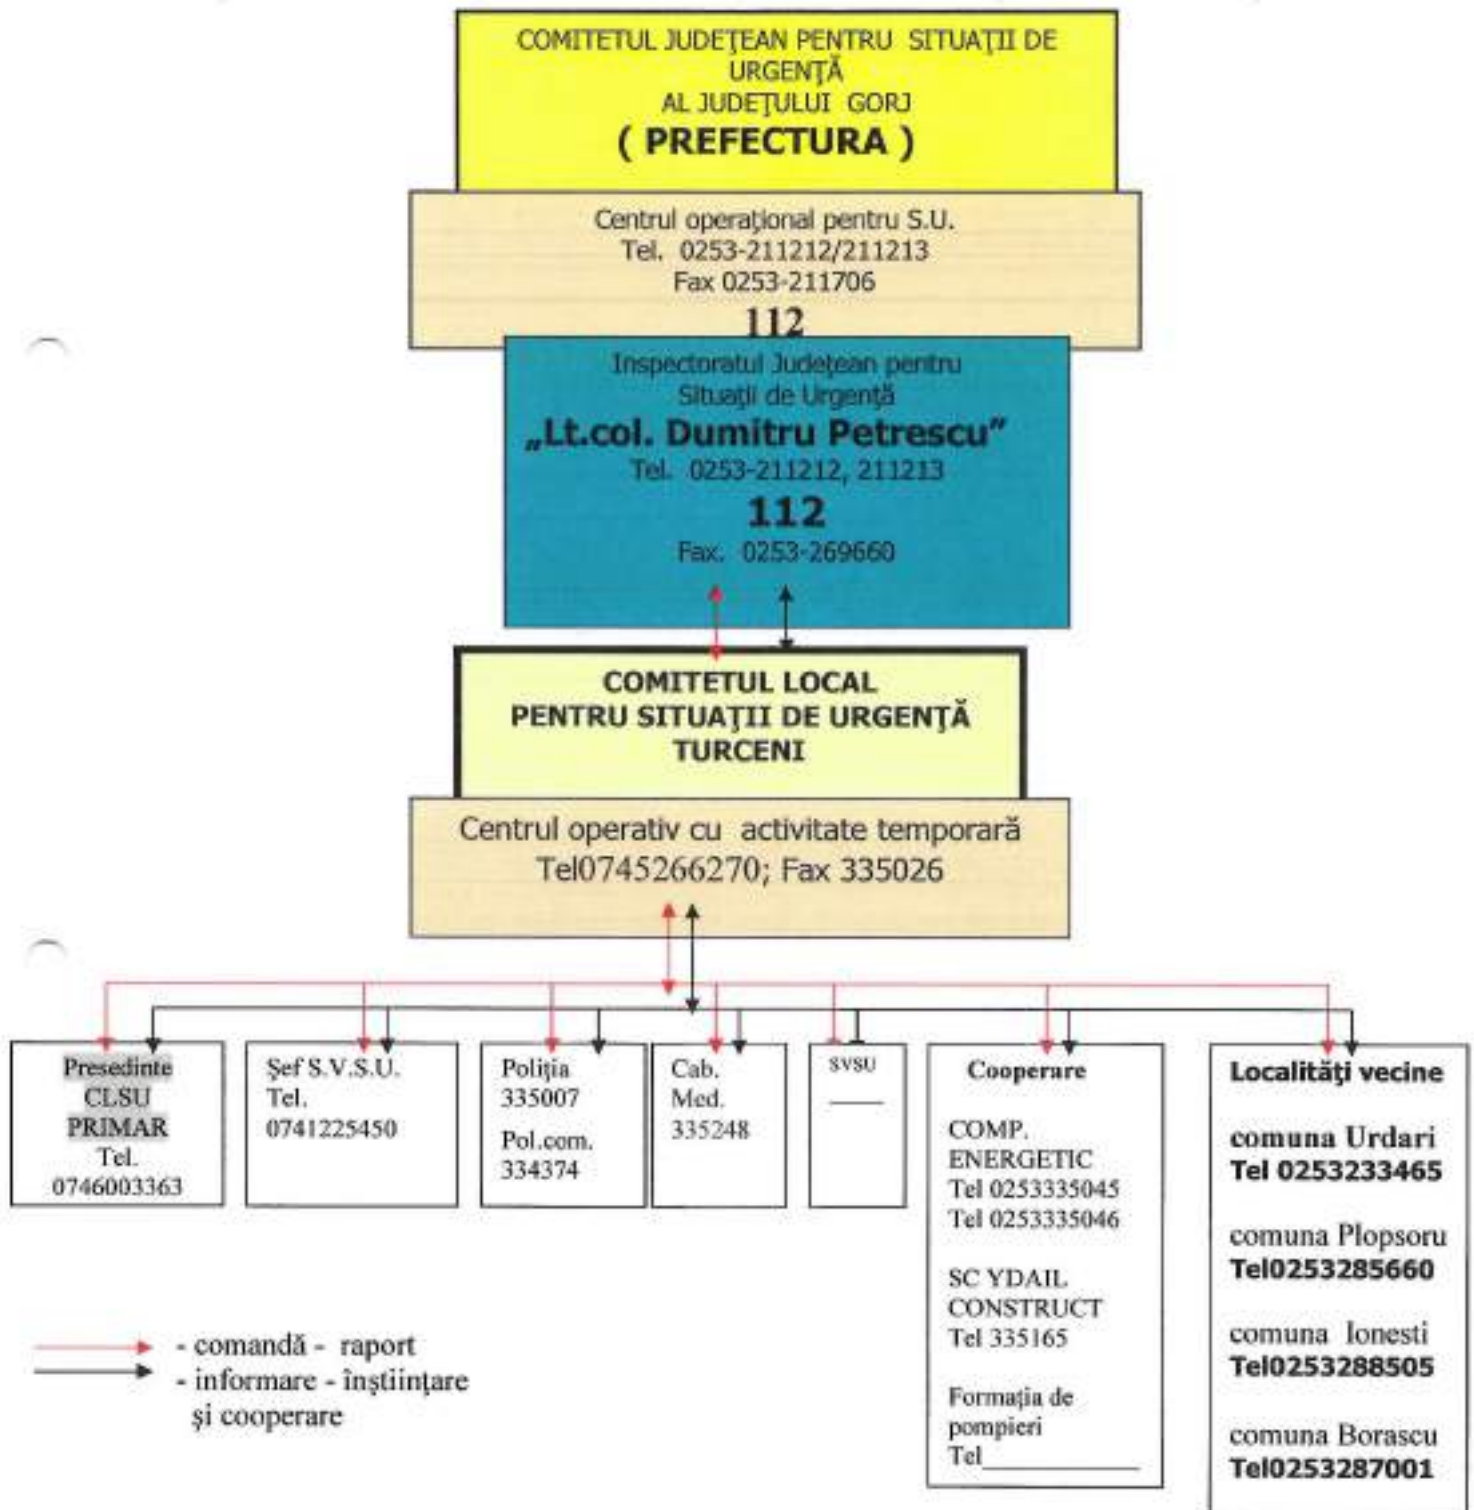 COMITETUL JUDEŢEAN PENTRU SITUAŢII DE
URGENŢĂ
AL JUDEŢULUI GORJ
( PREFECTURA )
Centrul operaţional pentru S.U.
Tel. 0253-211212/211213
Fax 0253-211706
112
Inspectoratul Judeţean pentru
Situaţii de Urgenţă
„Lt.col. Dumitru Petrescu”
Tel. 0253-211212, 211213
112
Fax. 0253-269660
COMITETUL LOCAL
PENTRU SITUAŢII DE URGENŢĂ
TURCENI
Centrul operativ cu activitate temporară
Tel0745266270; Fax 335026
Presedinte
CLSU
PRIMAR
Tel.
0746003363
Şef S.V.S.U.
Tel.
0741225450
Poliţia
335007
Pol.com.
334374
Cab.
Med.
335248
SVSU
____
Cooperare
COMP.
ENERGETIC
Tel 0253335045
Tel 0253335046
SC YDAIL
CONSTRUCT
Tel 335165
Formaţia de
pompieri
Tel____________
Localităţi vecine
comuna Urdari
Tel 0253233465
comuna Plopsoru
Tel0253285660
comuna Ionesti
Tel0253288505
comuna Borascu
Tel0253287001
- comandă - raport
- informare - înştiinţare
şi cooperare